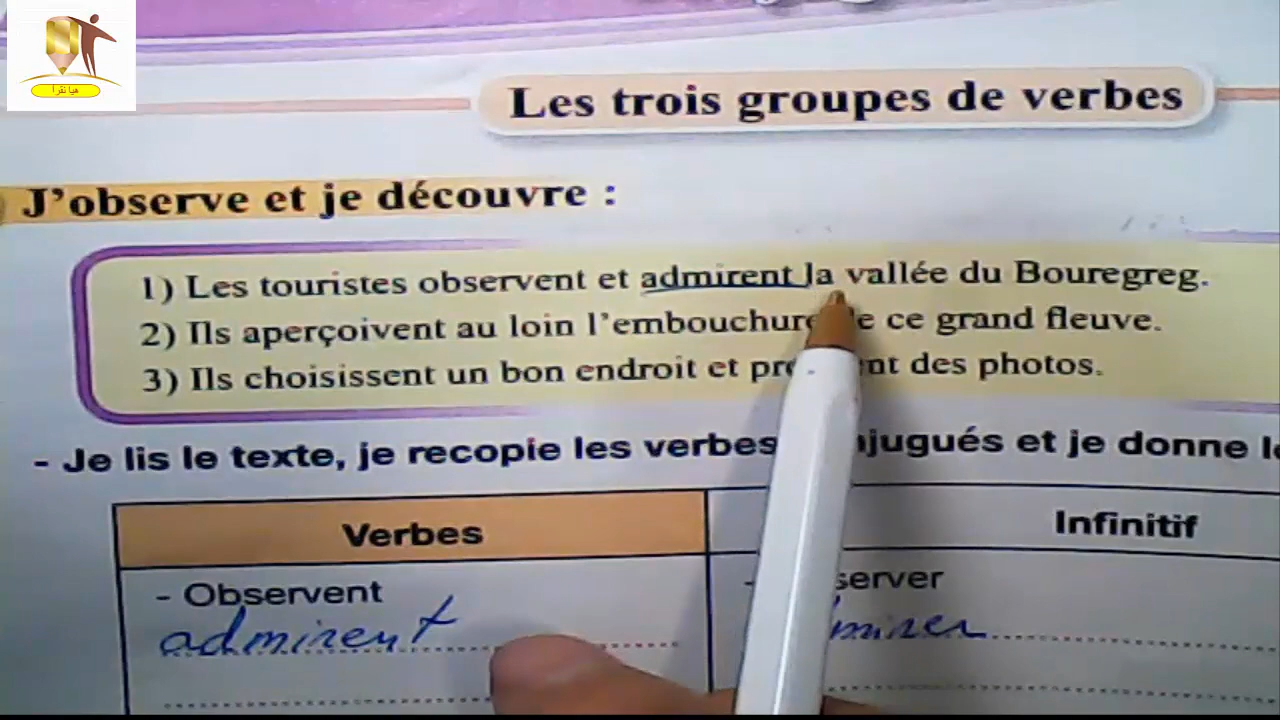 هيا نقرأ
Les trois groupes de verbes
J'observe et je découvre :
1) Les touristes observent et admirent la vallée du Bouregreg.
2) Ils aperçoivent au loin l'embouchure ce grand fleuve.
3) Ils choisissent un bon endroit et des photos.
- Je lis le texte, je recopie les verbes et je donne
Verbes
Infinitif
- Observent
admirent